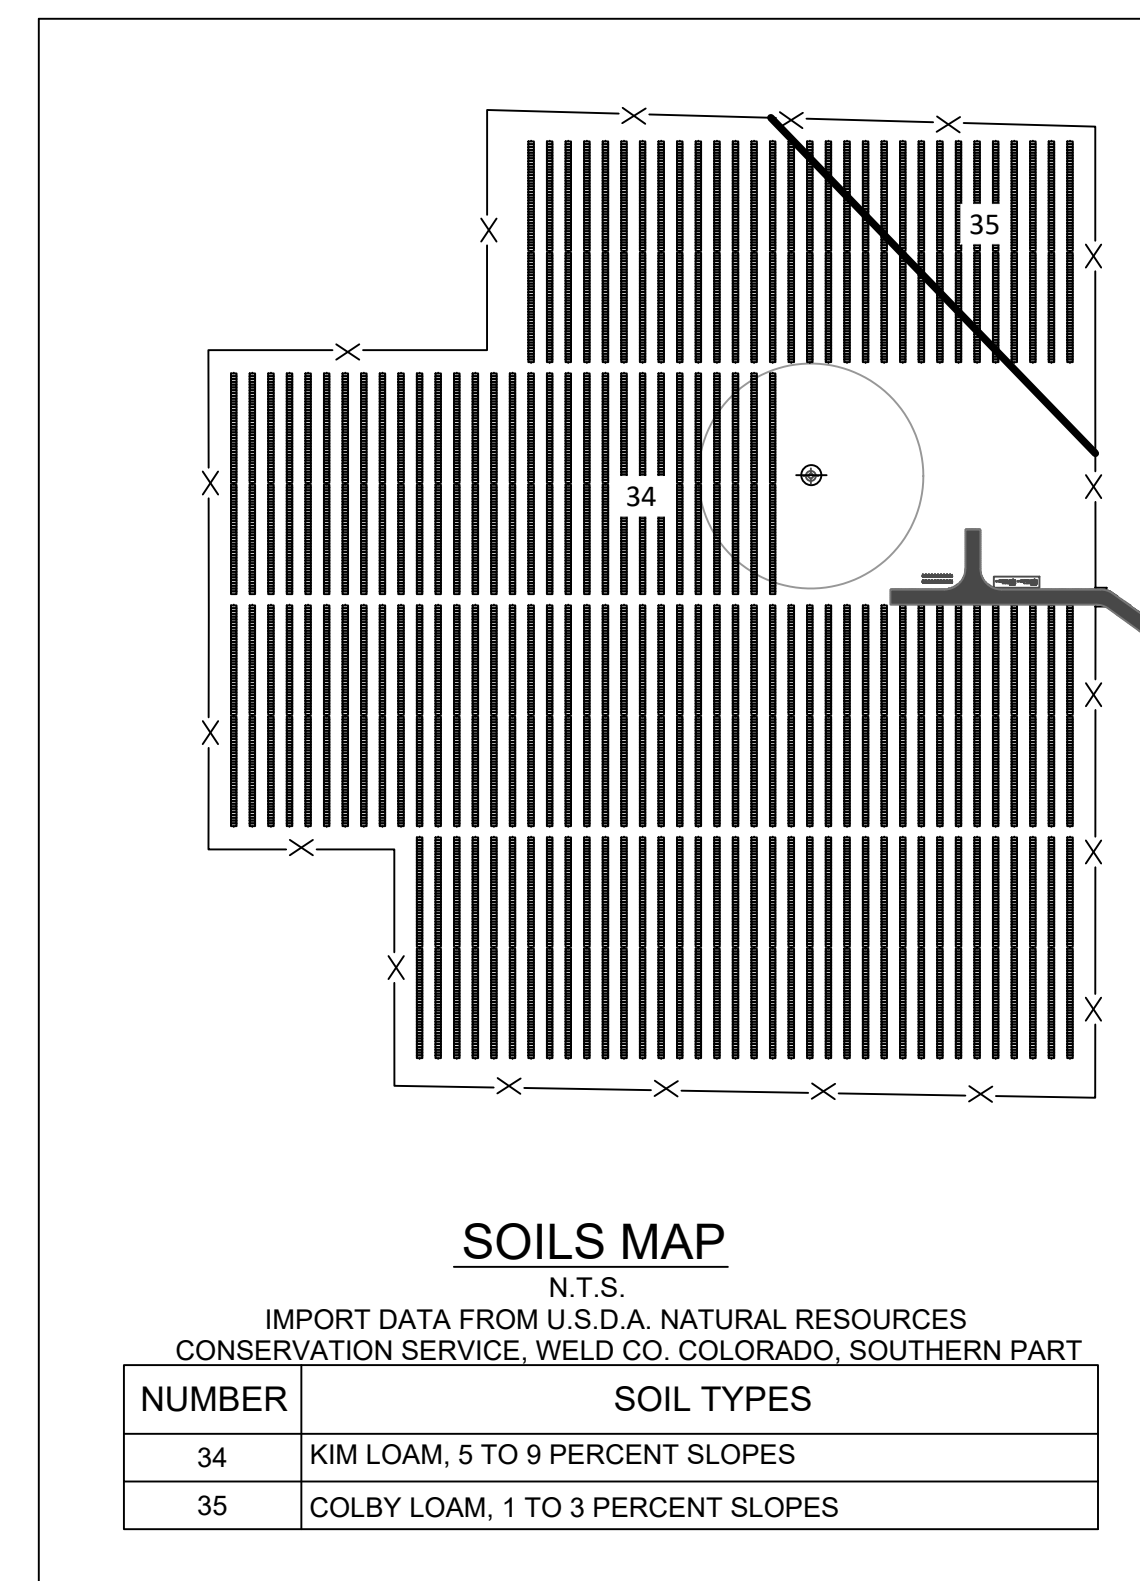 35
34
SOILS MAP
N.T.S.
IMPORT DATA FROM U.S.D.A. NATURAL RESOURCES
CONSERVATION SERVICE, WELD CO. COLORADO, SOUTHERN PART
NUMBER SOIL TYPES
34 KIM LOAM, 5 TO 9 PERCENT SLOPES
35 COLBY LOAM, 1 TO 3 PERCENT SLOPES